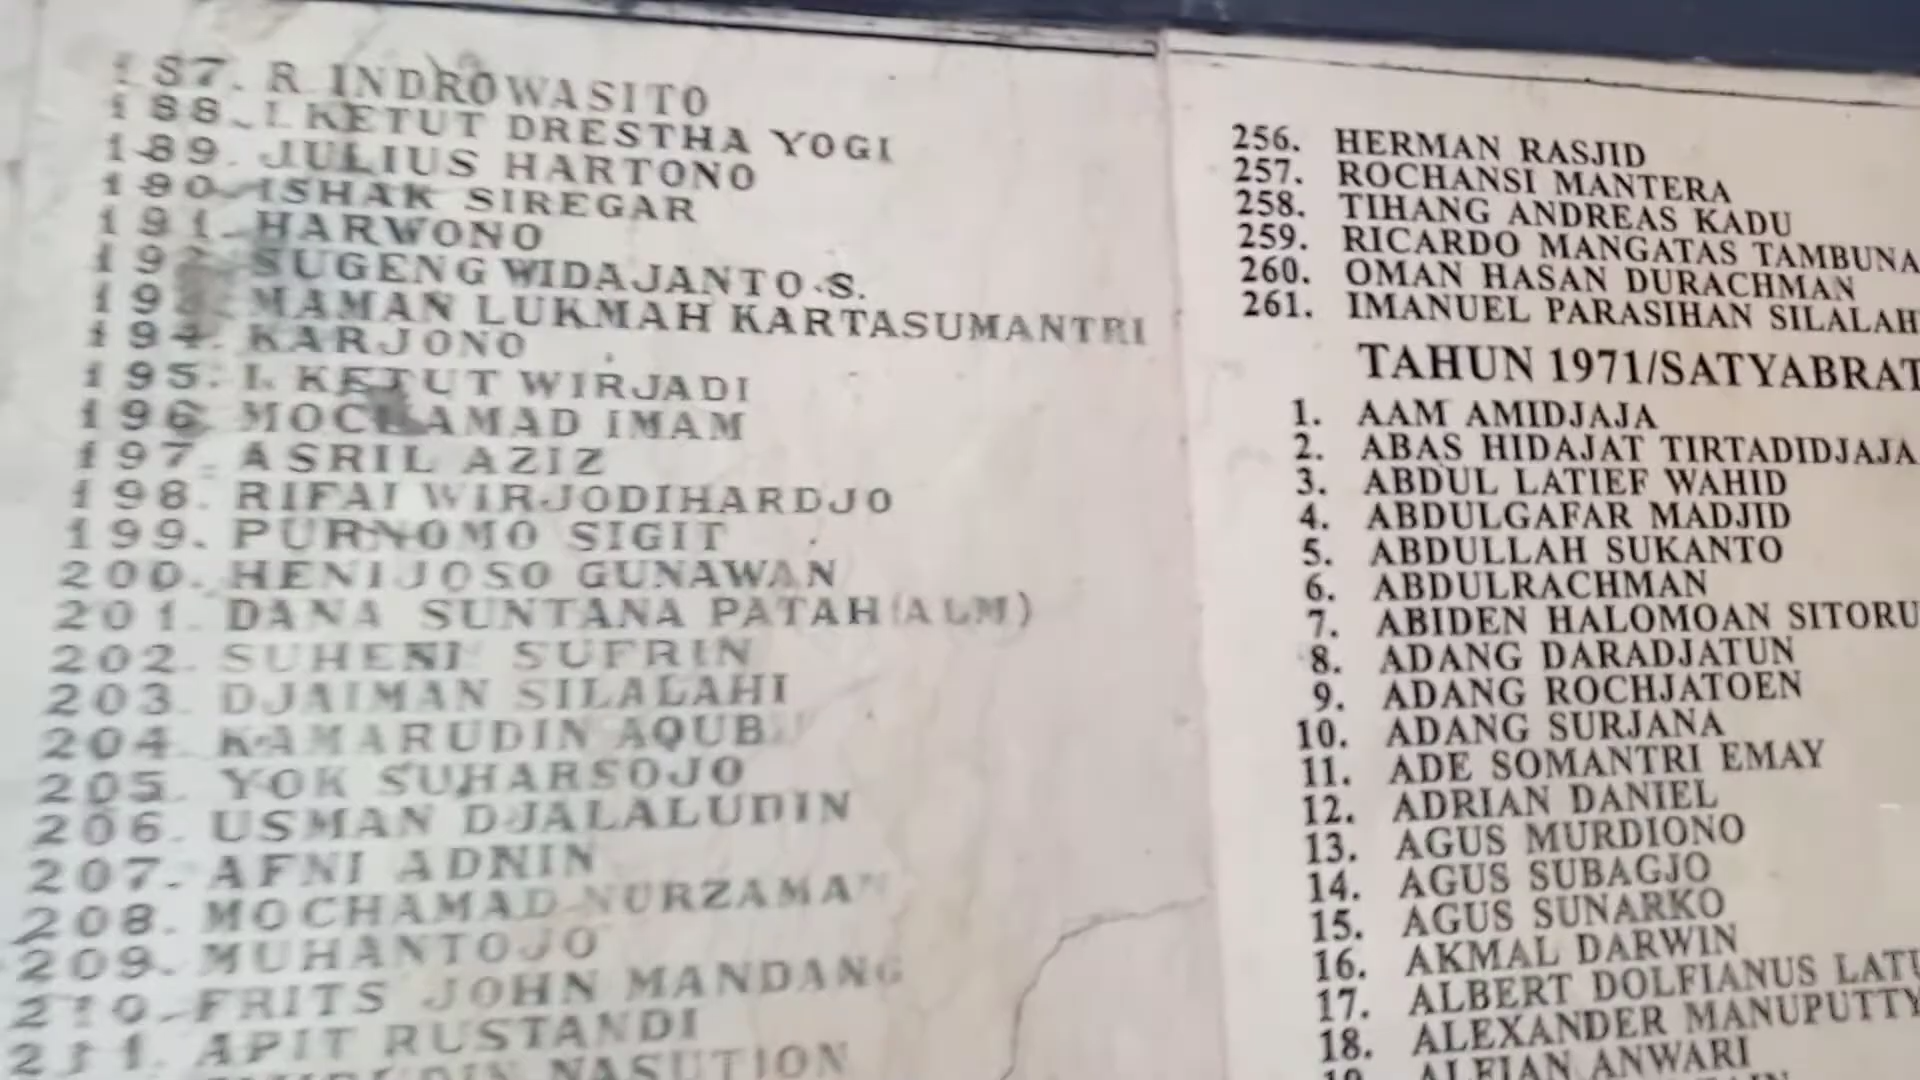 187. R INDROWASITO
188. I. KETUT DRESTHA YOGI
189. JULIUS HARTONO
190. ISHAK SIREGAR
191. HARWONO
192. SUGENG WIDAJANTO S.
193. MAMAN LUKMAH KARTASUMANTRI
194. KARJONO
195. I. KETUT WIRJADI
196. MOCHAMAD IMAM
197. ASRIL AZIZ
198. RIFAI WIRJODIHARDJO
199. PURNOMO SIGIT
200. HENIJOSO GUNAWAN
201. DANA SUNTANA PATAH (ALM)
202. SUHENI SUFRIN
203. DJAIMAN SILALAHI
204. KAMARUDIN AQUB
205. YOK SUHARSOJO
206. USMAN DJALALUDIN
207. AFNI ADNIN
208. MOCHAMAD NURZAMAN
209. MUHANTOJO
210. FRITS JOHN MANDANG
211. APIT RUSTANDI
NASUTION
256. HERMAN RASJID
257. ROCHANSI MANTERA
258. TIHANG ANDREAS KADU
259. RICARDO MANGATAS TAMBUNA
260. OMAN HASAN DURACHMAN
261. IMANUEL PARASIHAN SILALAH
TAHUN 1971/SATYABRAT
1. AAM AMIDJAJA
2. ABAS HIDAJAT TIRTADIDJAJA
3. ABDUL LATIEF WAHID
4. ABDULGAFAR MADJID
5. ABDULLAH SUKANTO
6. ABDULRACHMAN
7. ABIDEN HALOMOAN SITORU
8. ADANG DARADJATUN
9. ADANG ROCHJATOEN
10. ADANG SURJANA
11. ADE SOMANTRI EMAY
12. ADRIAN DANIEL
13. AGUS MURDIONO
14. AGUS SUBAGJO
15. AGUS SUNARKO
16. AKMAL DARWIN
17. ALBERT DOLFIANUS LATU
18. ALEXANDER MANUPUTTY
19. ALFIAN ANWARI